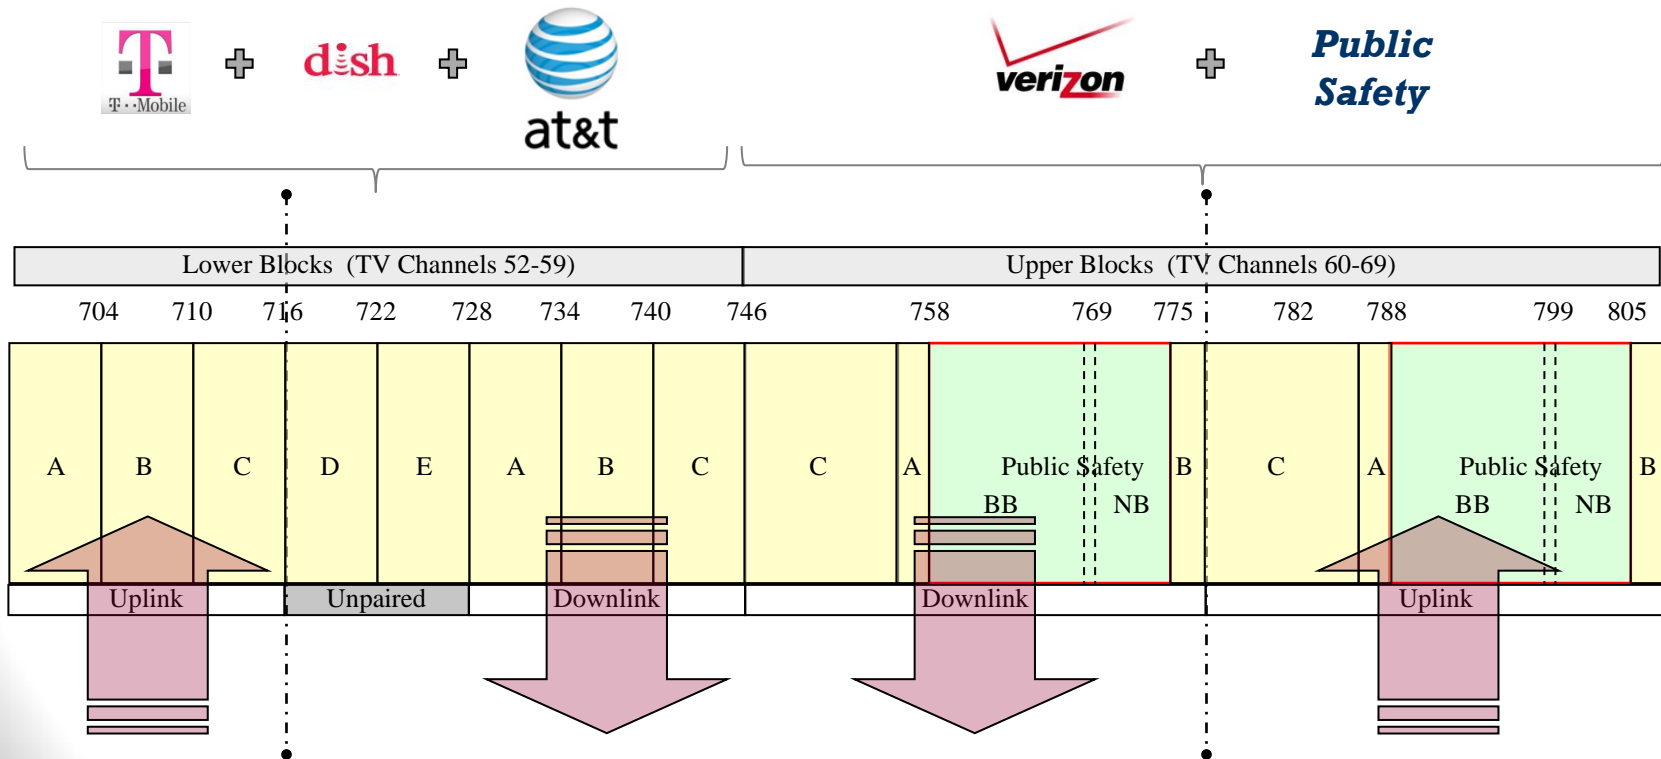 T
T··Mobile
dish
at&t
verizon
Public
Safety
Lower Blocks (TV Channels 52-59)
Upper Blocks (TV Channels 60-69)
704 710 716 722 728 734 740 746 758 769 775 782 788 799 805
A B C D E A B C C A Public Safety B C A Public Safety B
BB NB BB NB
Uplink Unpaired Downlink Downlink Uplink